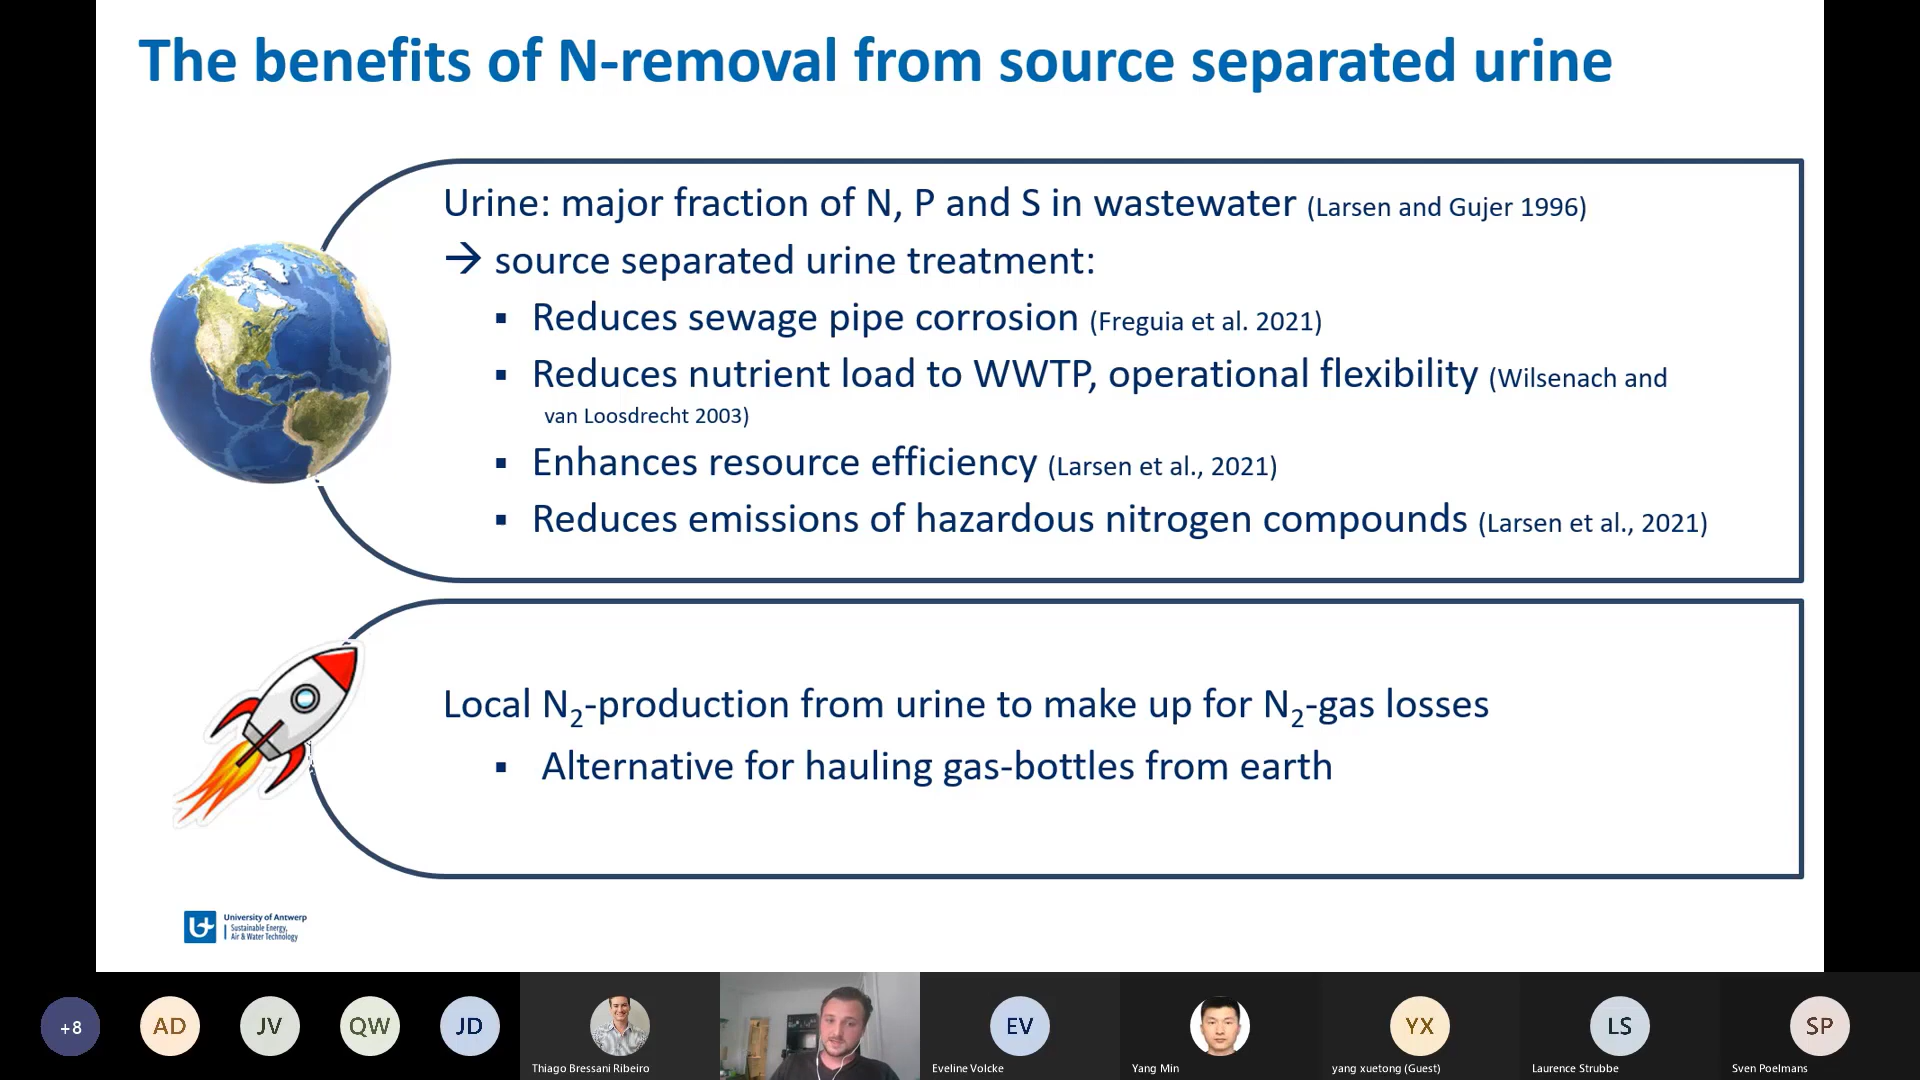 The benefits of N-removal from source separated urine
Urine: major fraction of N, P and S in wastewater (Larsen and Gujer 1996)
→ source separated urine treatment:
▪ Reduces sewage pipe corrosion (Freguia et al. 2021)
▪ Reduces nutrient load to WWTP, operational flexibility (Wilsenach and
van Loosdrecht 2003)
▪ Enhances resource efficiency (Larsen et al., 2021)
▪ Reduces emissions of hazardous nitrogen compounds (Larsen et al., 2021)
Local N₂-production from urine to make up for N₂-gas losses
▪ Alternative for hauling gas-bottles from earth
University of Antwerp
Sustainable Energy,
Air & Water Technology
+8
AD
JV
QW
JD
Thiago Bressani Ribeiro
EV
Eveline Volcke
Yang Min
YX
yang xuetong (Guest)
LS
Laurence Strubbe
SP
Sven Poelmans